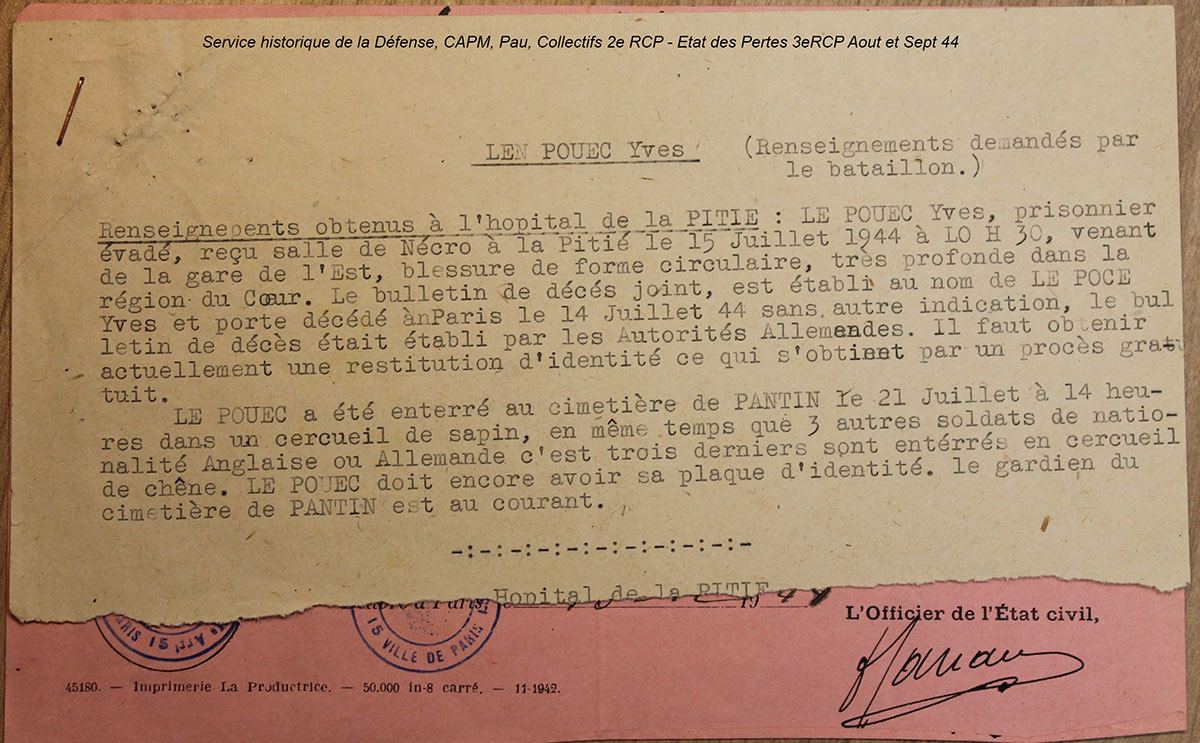 Service historique de la Défense, CAPM, Pau, Collectifs 2e RCP - Etat des Pertes 3eRCP Aout et Sept 44
LEN POUEC Yves (Renseignements demandés par
le bataillon.)
Renseignements obtenus à l'hopital de la PITIE : LE POUEC Yves, prisonnier
évadé, reçu salle de Nécro à la Pitié le 15 Juillet 1944 à LO H 30, venant
de la gare de l'Est, blessure de forme circulaire, très profonde dans la
région du Cœur. Le bulletin de décés joint, est établi au nom de LE POCE
Yves et porte décédé ànParis le 14 Juillet 44 sans autre indication, le bul
letin de décès était établi par les Autorités Allemandes. Il faut obtenir
actuellement une restitution d'identité ce qui s'obtient par un procès grat
tuit.
LE POUEC a été enterré au cimetière de PANTIN le 21 Juillet à 14 heu-
res dans un cercueil de sapin, en même temps que 3 autres soldats de natio-
nalité Anglaise ou Allemande c'est trois derniers sont entérrés en cercueil
de chêne. LE POUEC doit encore avoir sa plaque d'identité. le gardien du
cimetière de PANTIN est au courant.
-:-:-:-:-:-:-:-:-:-
Hopital de la PITIE
à Paris, 19 44
L'Officier de l'État civil,
PARIS 15 Arrt
15 VILLE DE PARIS
45180. — Imprimerie La Productrice. — 50.000 in-8 carré. — 11-1942.